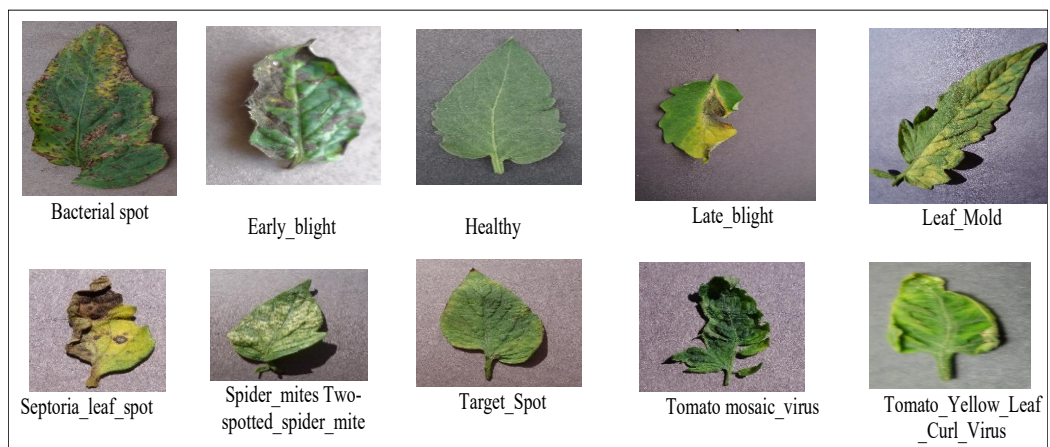 Bacterial spot
Early_blight
Healthy
Late_blight
Leaf_Mold
Septoria_leaf_spot
Spider_mites Two-
spotted_spider_mite
Target_Spot
Tomato mosaic_virus
Tomato_Yellow_Leaf
_Curl_Virus